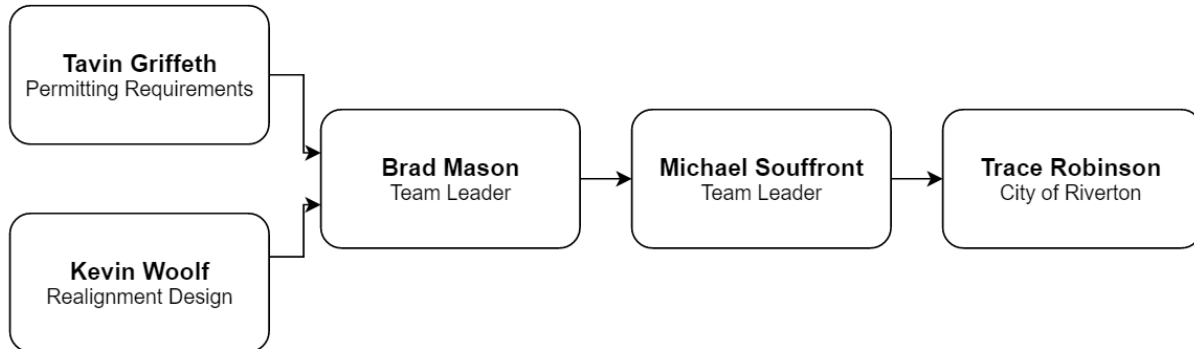 Tavin Griffeth
Permitting Requirements
Kevin Woolf
Realignment Design
Brad Mason
Team Leader
Michael Souffront
Team Leader
Trace Robinson
City of Riverton